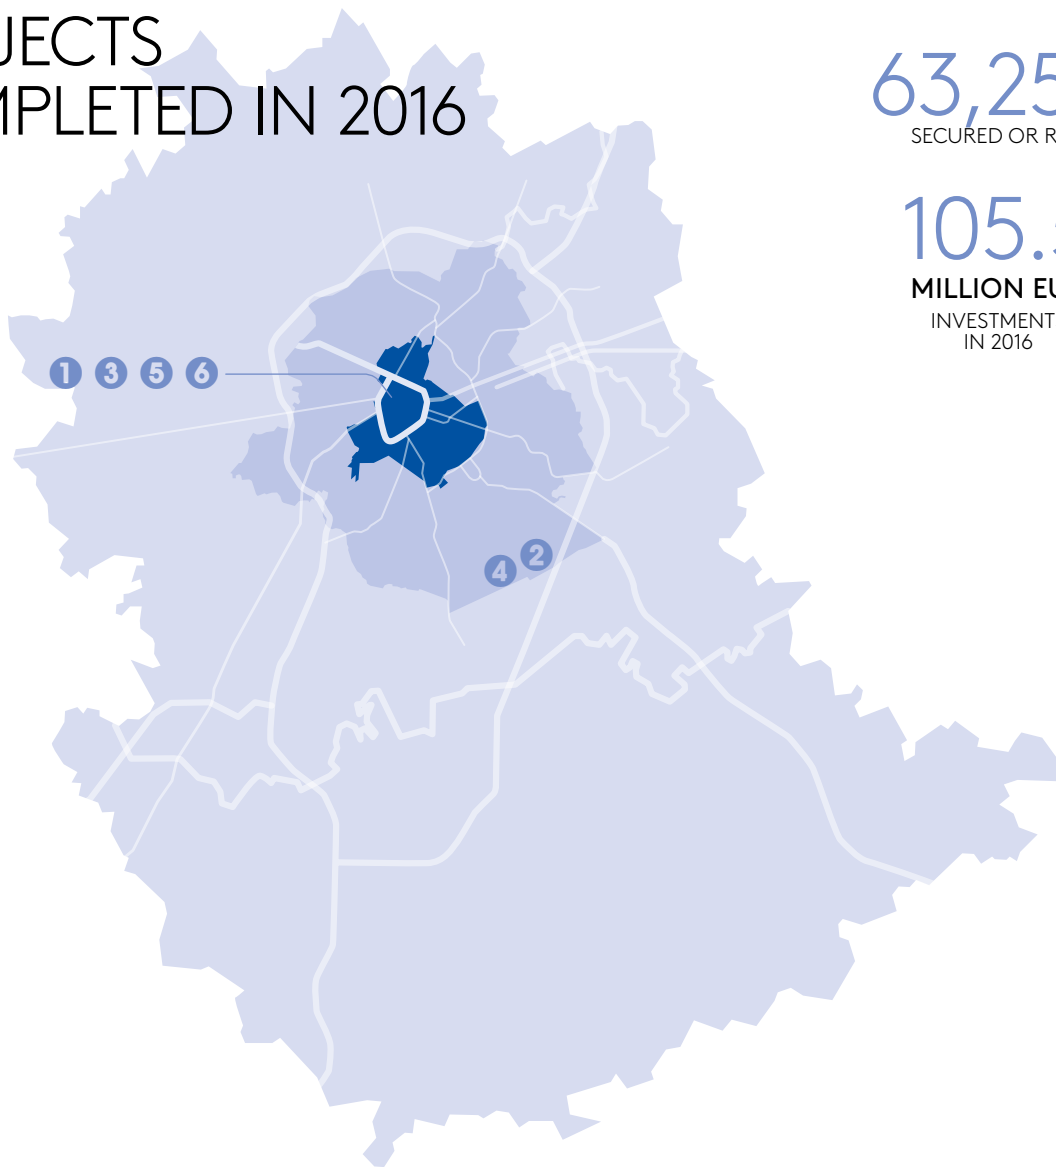 JECTS
MPLETED IN 2016
63,25
SECURED OR R
105.
MILLION EU
INVESTMENT
IN 2016
1 3 5 6
4 2